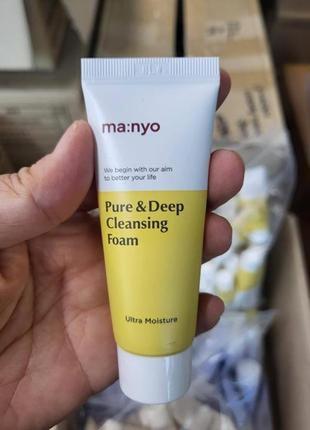 ma:nyo
We begin with our aim
to better your life
Pure & Deep
Cleansing
Foam
Ultra Moisture